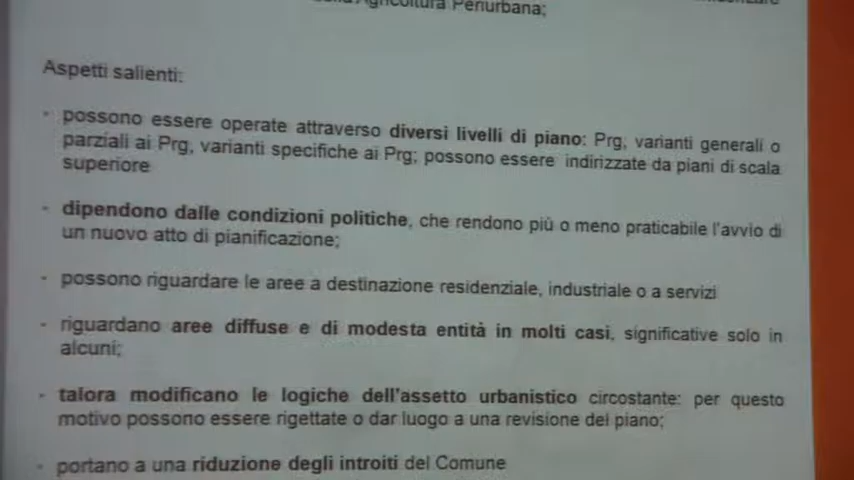 Agricoltura Periurbana;
Aspetti salienti:
- possono essere operate attraverso diversi livelli di piano: Prg; varianti generali o
parziali ai Prg, varianti specifiche ai Prg; possono essere indirizzate da piani di scala
superiore
- dipendono dalle condizioni politiche, che rendono più o meno praticabile l'avvio di
un nuovo atto di pianificazione;
- possono riguardare le aree a destinazione residenziale, industriale o a servizi
- riguardano aree diffuse e di modesta entità in molti casi, significative solo in
alcuni;
- talora modificano le logiche dell'assetto urbanistico circostante: per questo
motivo possono essere rigettate o dar luogo a una revisione del piano;
- portano a una riduzione degli introiti del Comune